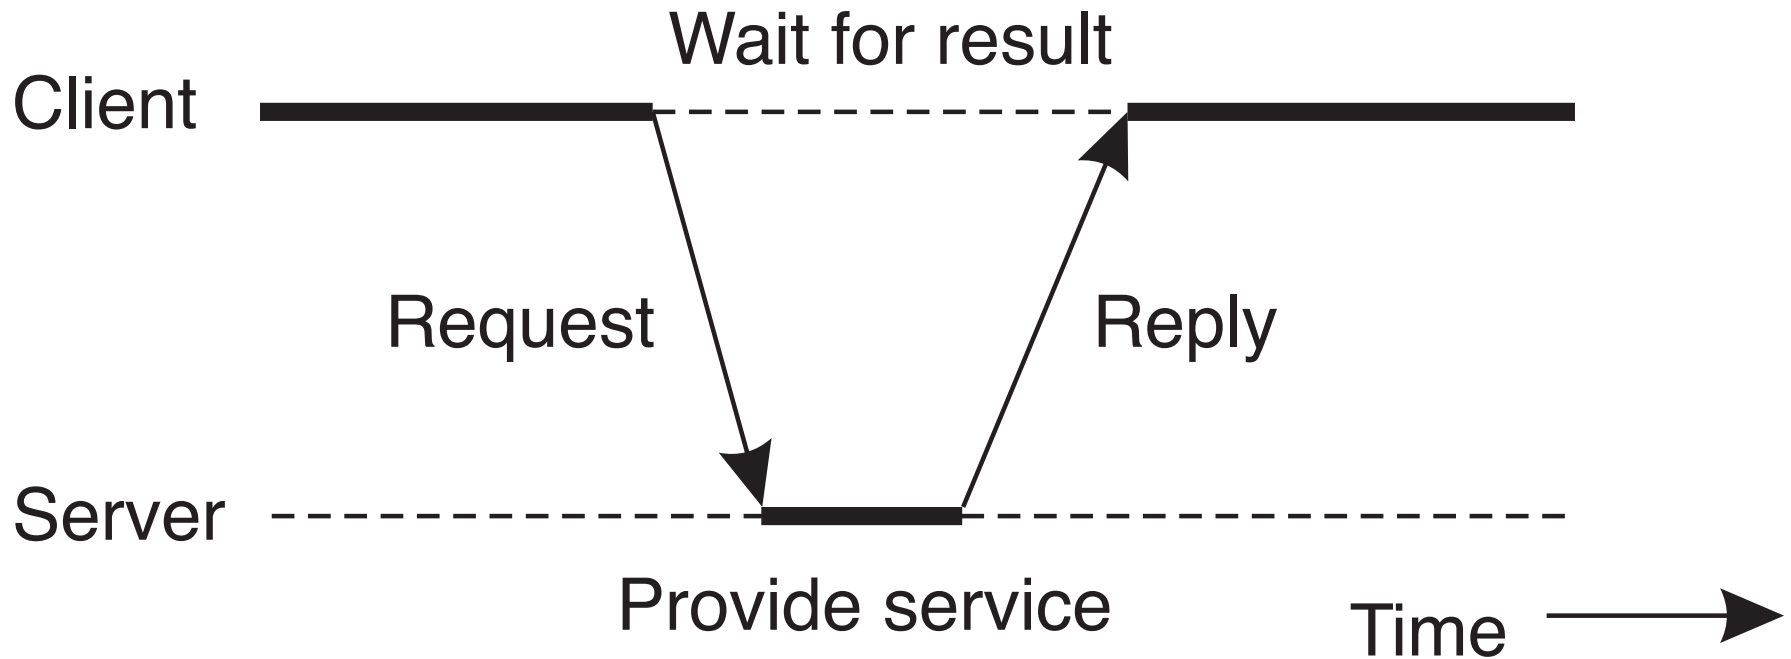 Wait for result
Client
Request
Reply
Server
Provide service
Time